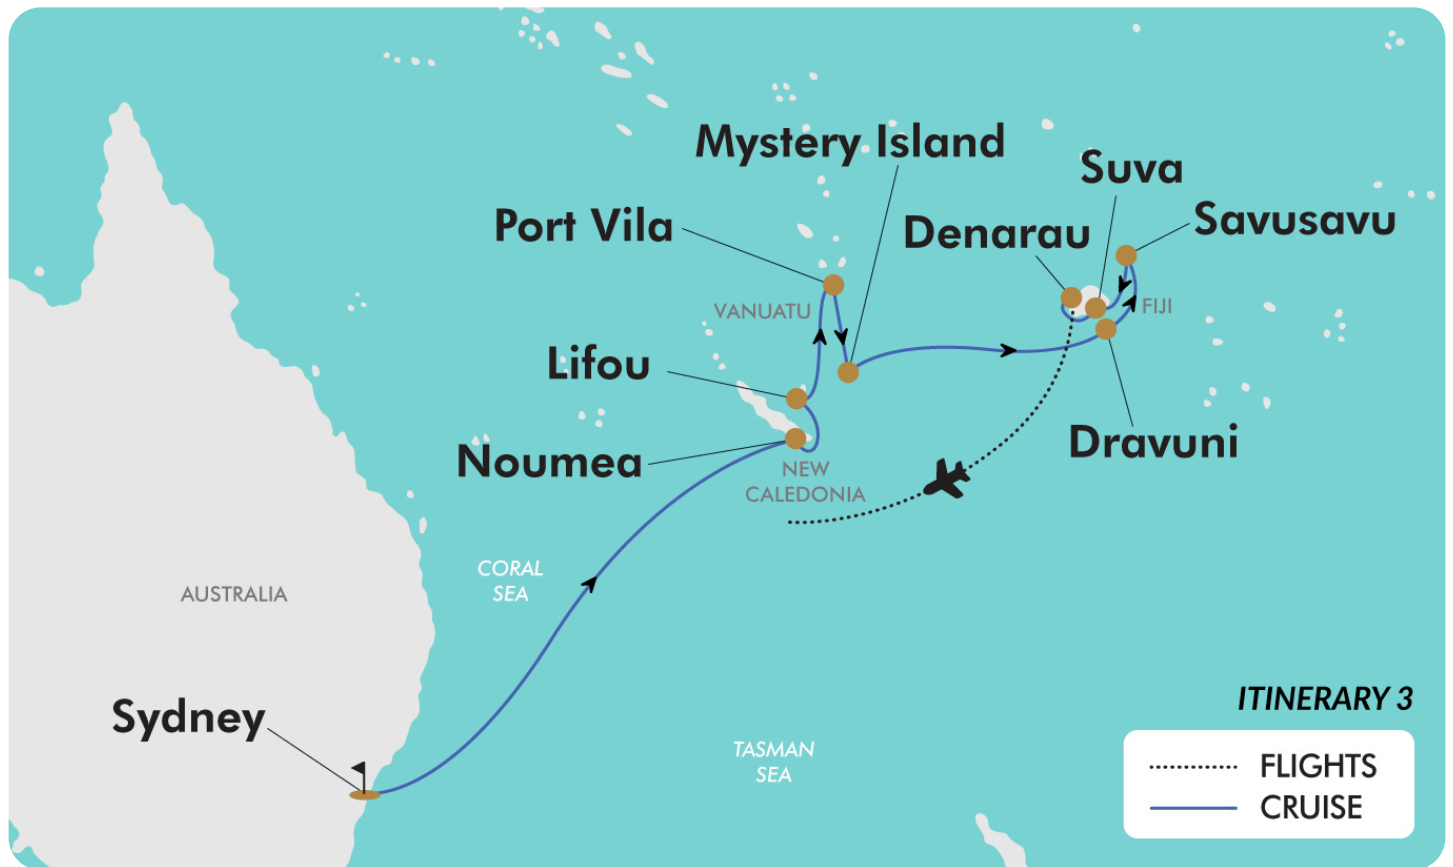 Mystery Island
Suva
Savusavu
Port Vila
Denarau
VANUATU
FIJI
Lifou
Dravuni
Noumea
NEW
CALEDONIA
CORAL
SEA
AUSTRALIA
Sydney
ITINERARY 3
TASMAN
SEA
FLIGHTS
CRUISE